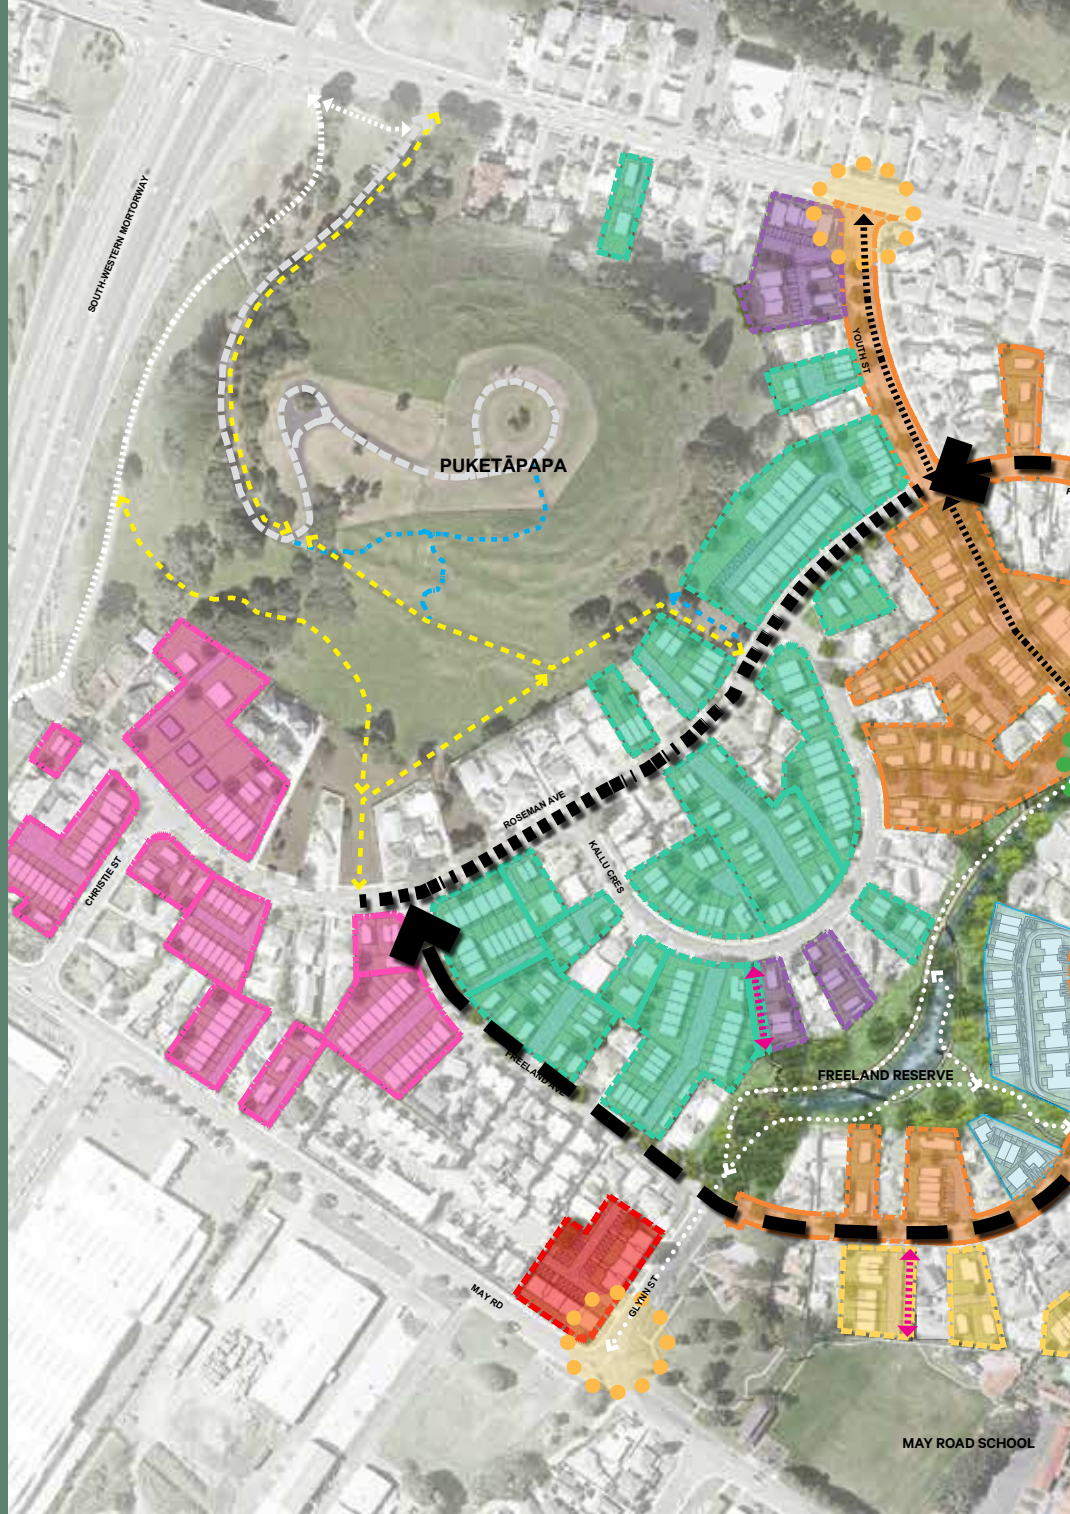 SOUTH-WESTERN MORTORWAY
YOUTH ST
PUKETĀPAPA
ROSEMAN AVE
KALLU CRES
CHRISTIE ST
FREELAND AVE
FREELAND RESERVE
GLYNN ST
MAY RD
MAY ROAD SCHOOL